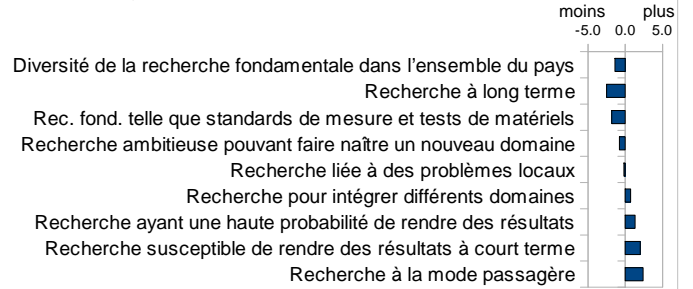 moins plus
-5.0 0.0 5.0
Diversité de la recherche fondamentale dans l'ensemble du pays
Recherche à long terme
Rec. fond. telle que standards de mesure et tests de matériels
Recherche ambitieuse pouvant faire naître un nouveau domaine
Recherche liée à des problèmes locaux
Recherche pour intégrer différents domaines
Recherche ayant une haute probabilité de rendre des résultats
Recherche susceptible de rendre des résultats à court terme
Recherche à la mode passagère